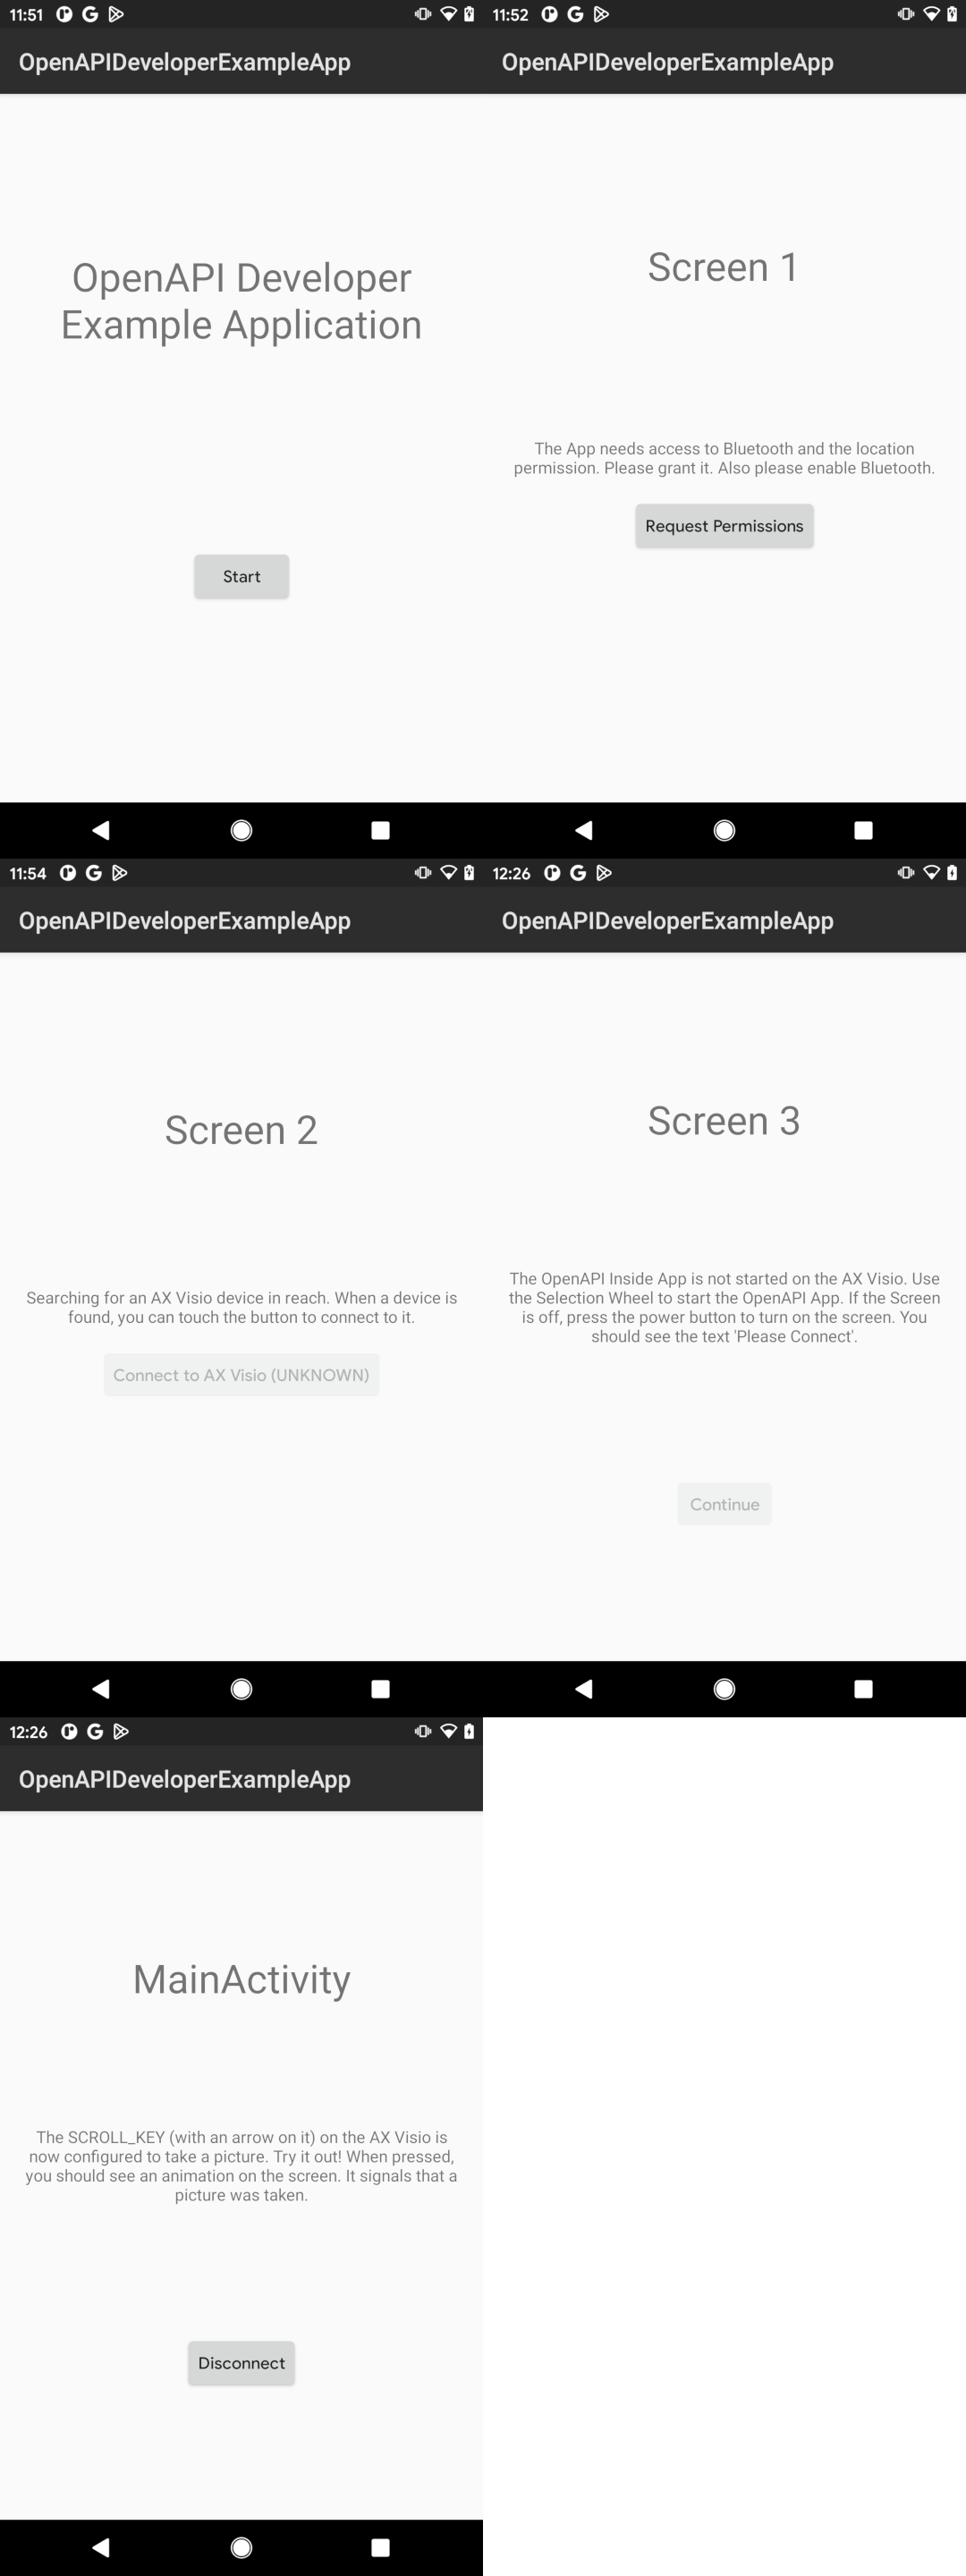 11:51
OpenAPIDeveloperExampleApp
OpenAPI Developer
Example Application
Start
11:52
OpenAPIDeveloperExampleApp
Screen 1
The App needs access to Bluetooth and the location
permission. Please grant it. Also please enable Bluetooth.
Request Permissions
11:54
OpenAPIDeveloperExampleApp
Screen 2
Searching for an AX Visio device in reach. When a device is
found, you can touch the button to connect to it.
Connect to AX Visio (UNKNOWN)
12:26
OpenAPIDeveloperExampleApp
Screen 3
The OpenAPI Inside App is not started on the AX Visio. Use
the Selection Wheel to start the OpenAPI App. If the Screen
is off, press the power button to turn on the screen. You
should see the text 'Please Connect'.
Continue
12:26
OpenAPIDeveloperExampleApp
MainActivity
The SCROLL_KEY (with an arrow on it) on the AX Visio is
now configured to take a picture. Try it out! When pressed,
you should see an animation on the screen. It signals that a
picture was taken.
Disconnect